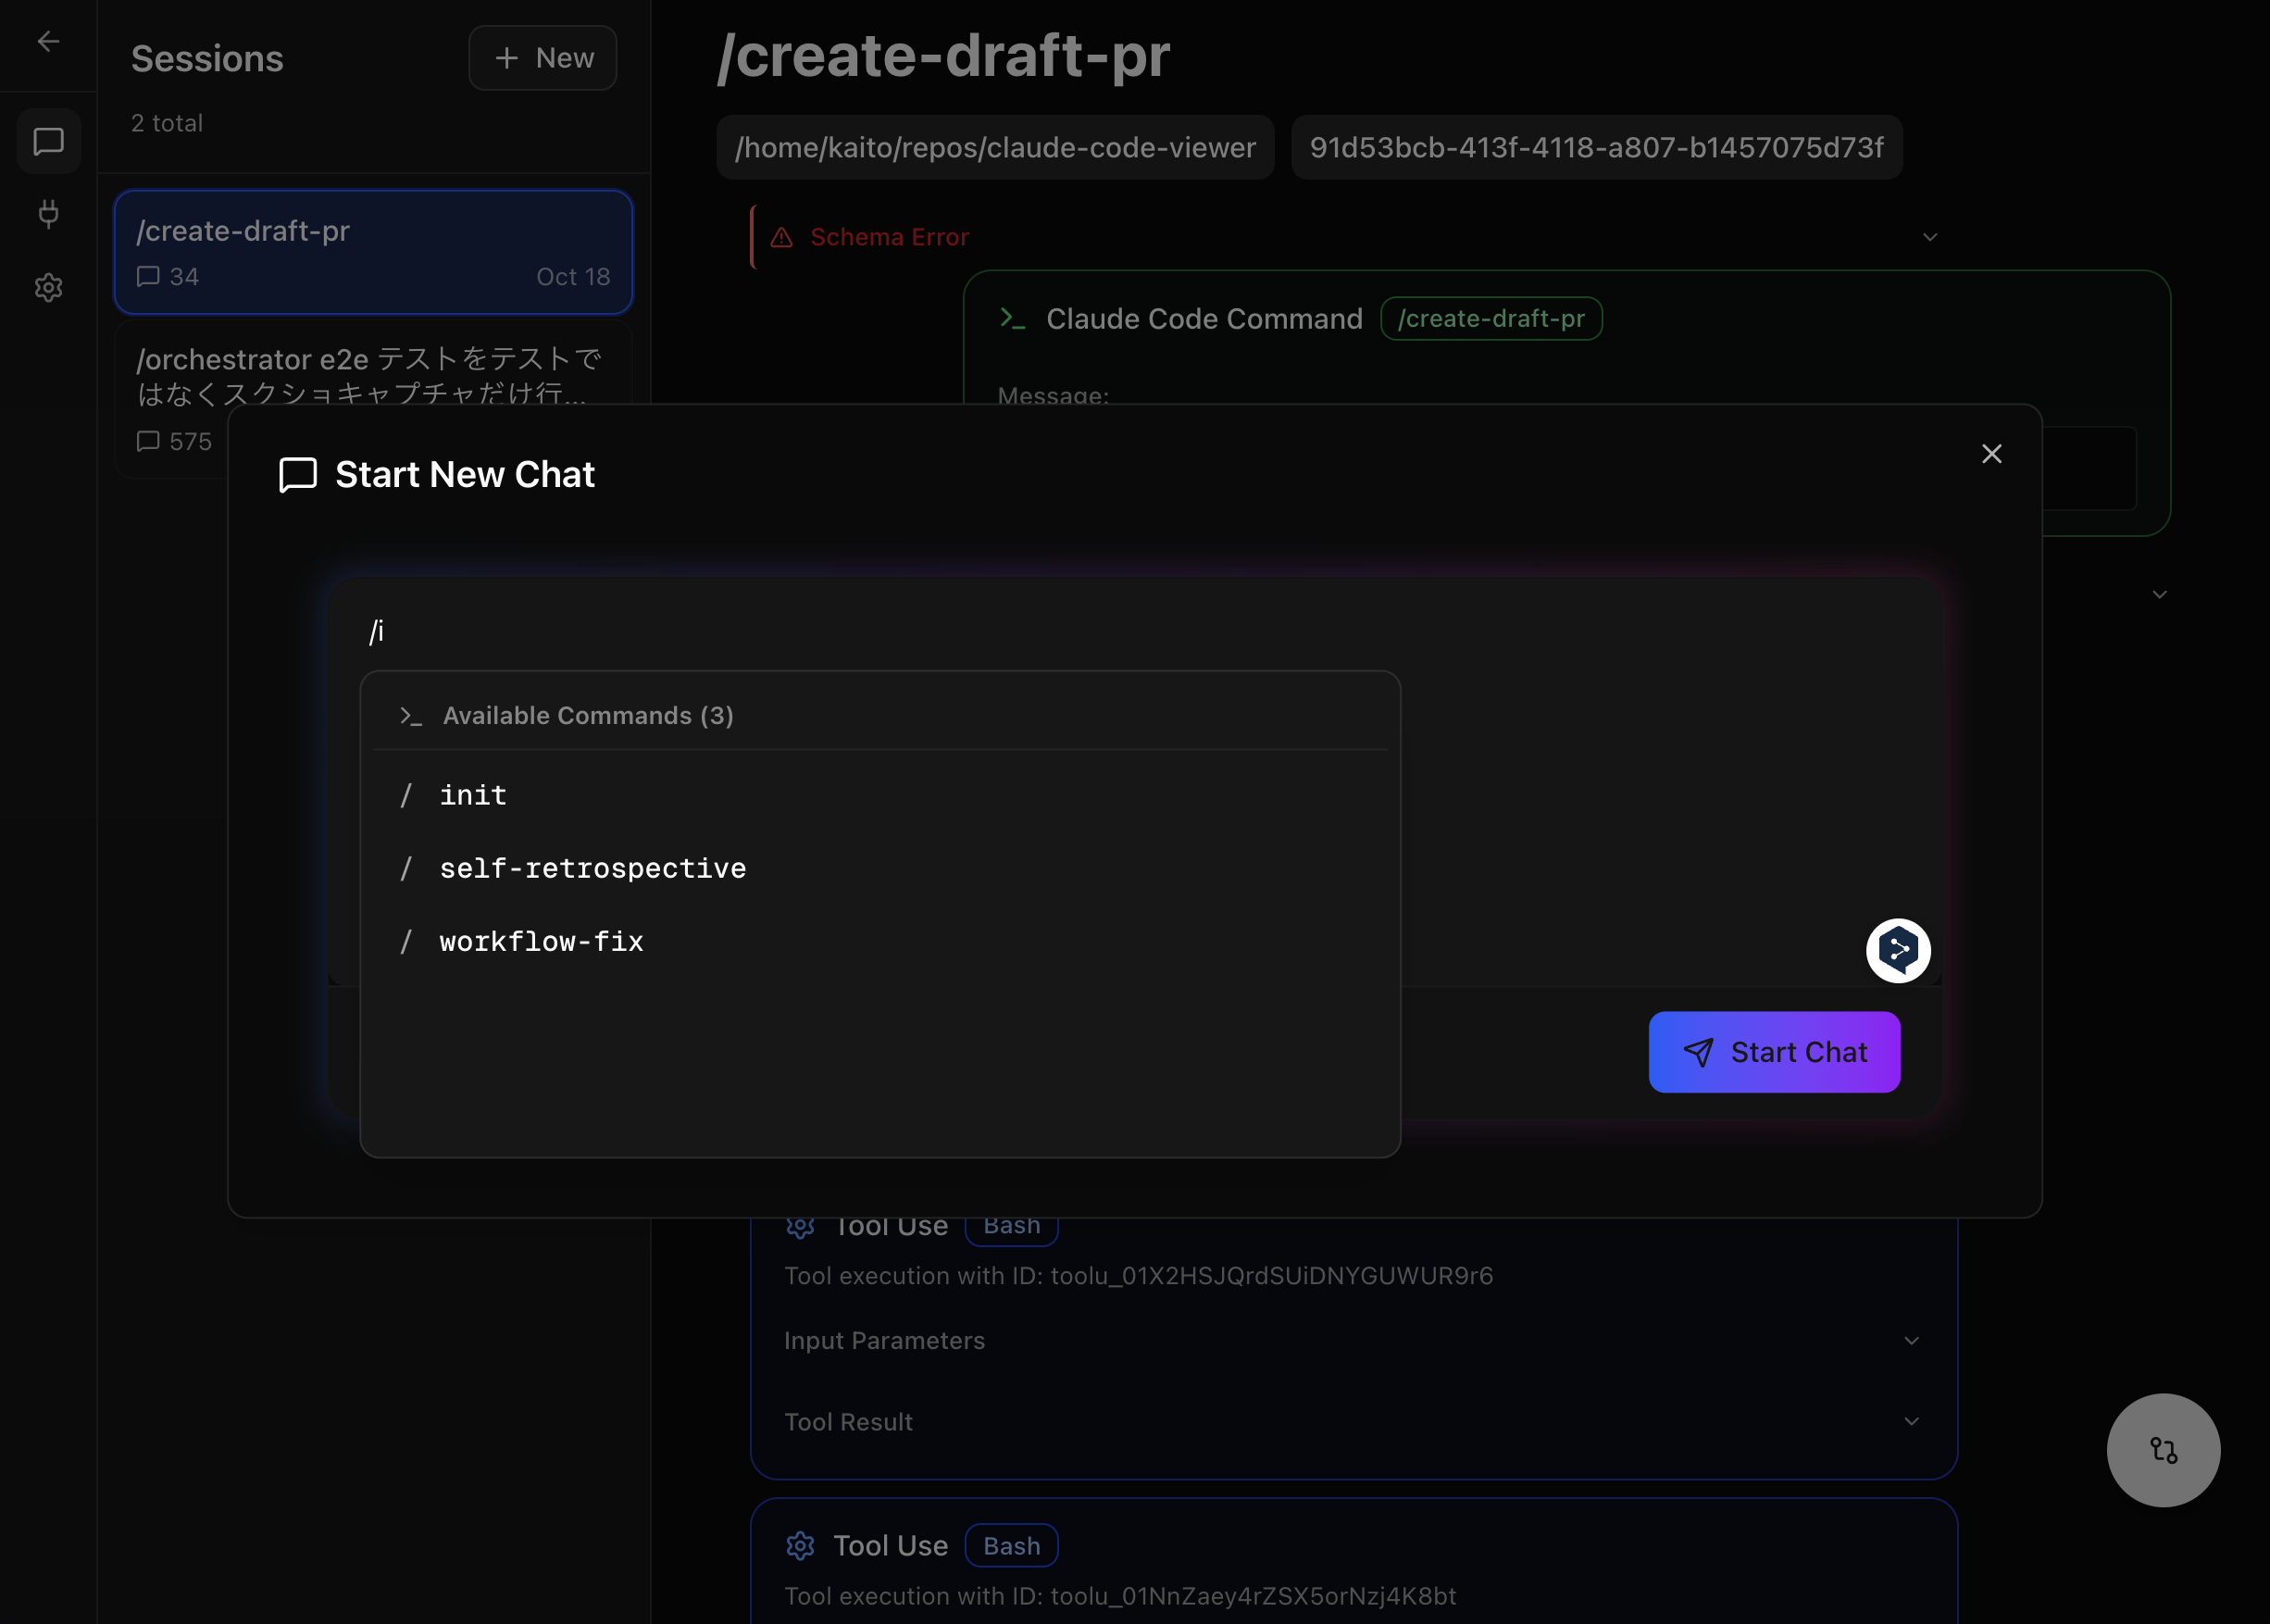 Sessions
+ New
2 total
/create-draft-pr
34
Oct 18
/orchestrator e2e テストをテストで
はなくスクショキャプチャだけ行...
575
/create-draft-pr
/home/kaito/repos/claude-code-viewer
91d53bcb-413f-4118-a807-b1457075d73f
Schema Error
Claude Code Command
/create-draft-pr
Message:
Start New Chat
/i
Available Commands (3)
/ init
/ self-retrospective
/ workflow-fix
Start Chat
Tool Use
Bash
Tool execution with ID: toolu_01X2HSJQrdSUiDNYGUWUR9r6
Input Parameters
Tool Result
Tool Use
Bash
Tool execution with ID: toolu_01NnZaey4rZSX5orNzj4K8bt